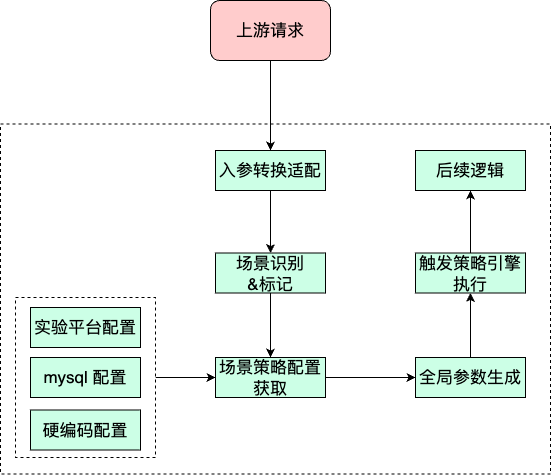 上游请求
入参转换适配
后续逻辑
场景识别
&标记
触发策略引擎
执行
实验平台配置
mysql 配置
硬编码配置
场景策略配置
获取
全局参数生成